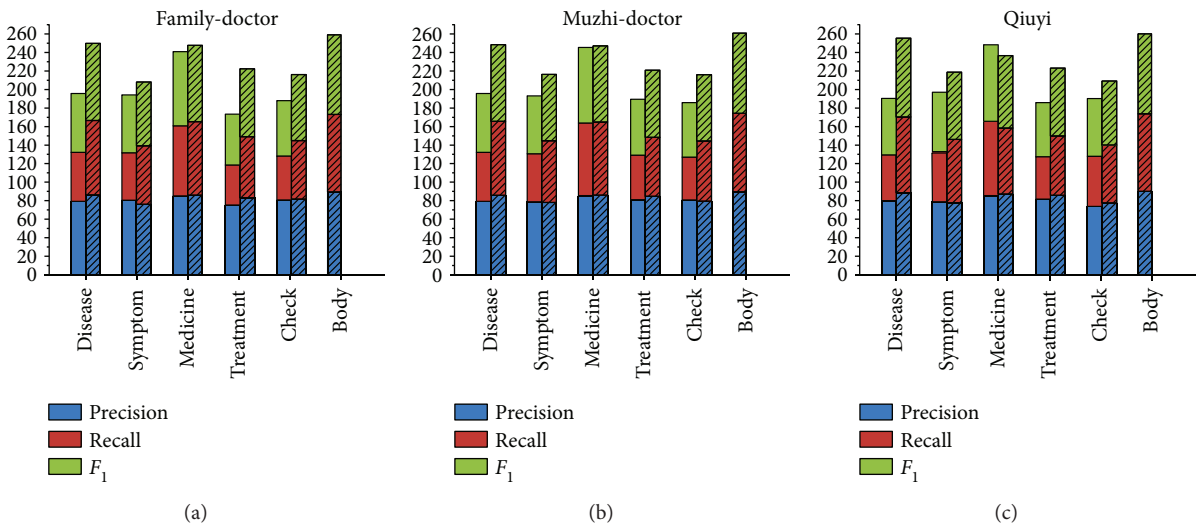 Family-doctor
260
240
220
200
180
160
140
120
100
80
60
40
20
0
Disease
Symptom
Medicine
Treatment
Check
Body
Precision
Recall
F1
(a)
Muzhi-doctor
260
240
220
200
180
160
140
120
100
80
60
40
20
0
Disease
Symptom
Medicine
Treatment
Check
Body
Precision
Recall
F1
(b)
Qiuyi
260
240
220
200
180
160
140
120
100
80
60
40
20
0
Disease
Symptom
Medicine
Treatment
Check
Body
Precision
Recall
F1
(c)